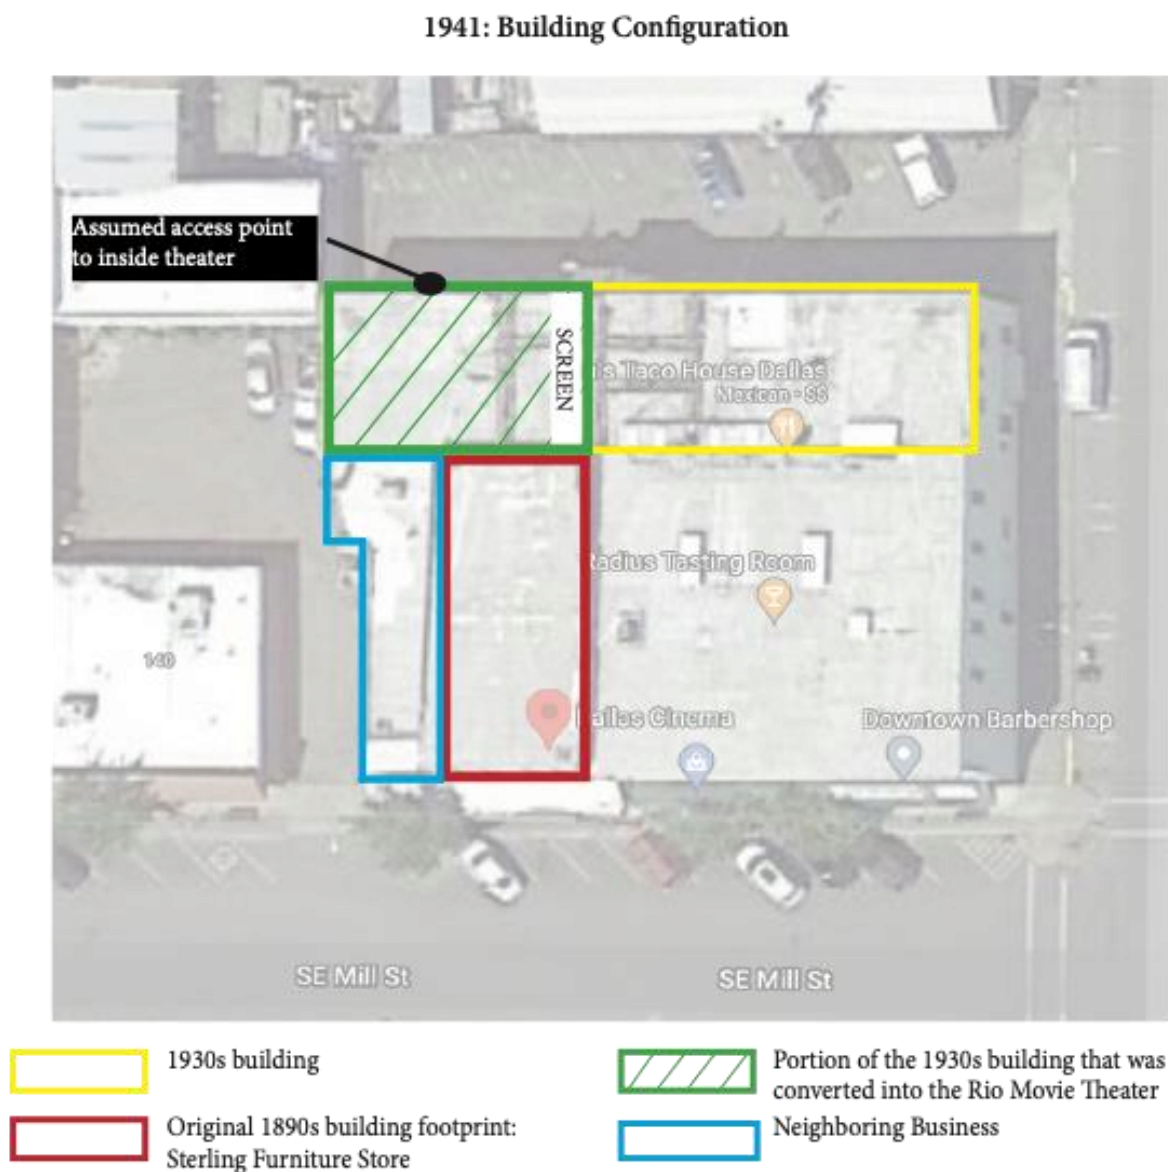 1941: Building Configuration
Assumed access point
to inside theater
SCREEN
Taco House Dallas
Mexican • $$
Radius Tasting Room
140
Dallas Cinema
Downtown Barbershop
SE Mill St
SE Mill St
1930s building
Original 1890s building footprint:
Sterling Furniture Store
Portion of the 1930s building that was
converted into the Rio Movie Theater
Neighboring Business